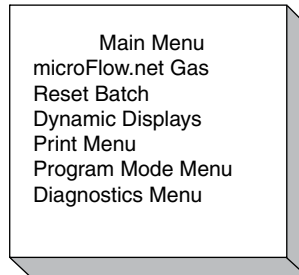 Main Menu
microFlow.net Gas
Reset Batch
Dynamic Displays
Print Menu
Program Mode Menu
Diagnostics Menu